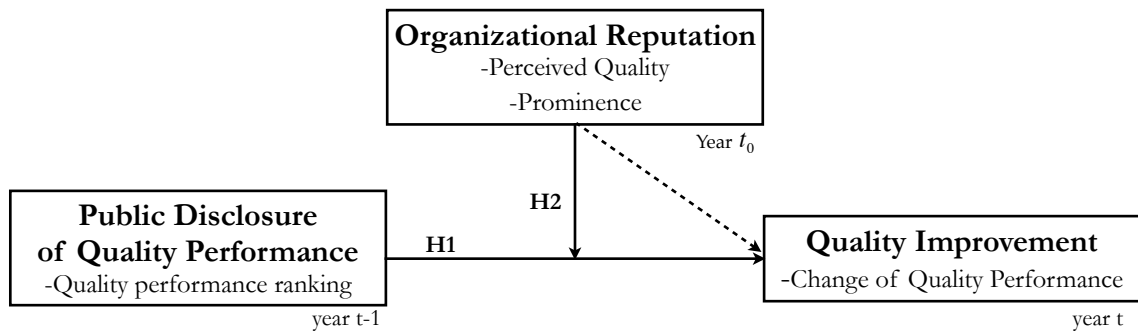 Organizational Reputation
-Perceived Quality
-Prominence
Year t₀
H2
Public Disclosure
of Quality Performance
-Quality performance ranking
year t-1
H1
Quality Improvement
-Change of Quality Performance
year t